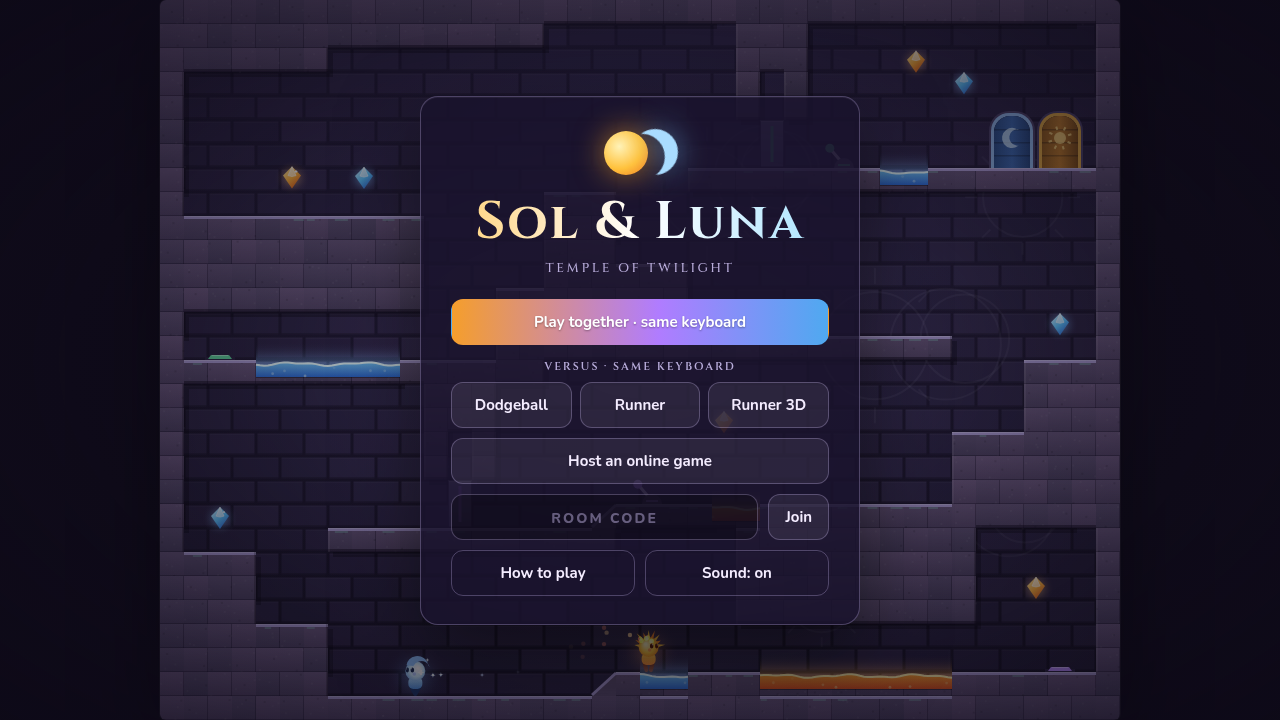 Sol & Luna
TEMPLE OF TWILIGHT
Play together · same keyboard
VERSUS · SAME KEYBOARD
Dodgeball
Runner
Runner 3D
Host an online game
ROOM CODE
Join
How to play
Sound: on